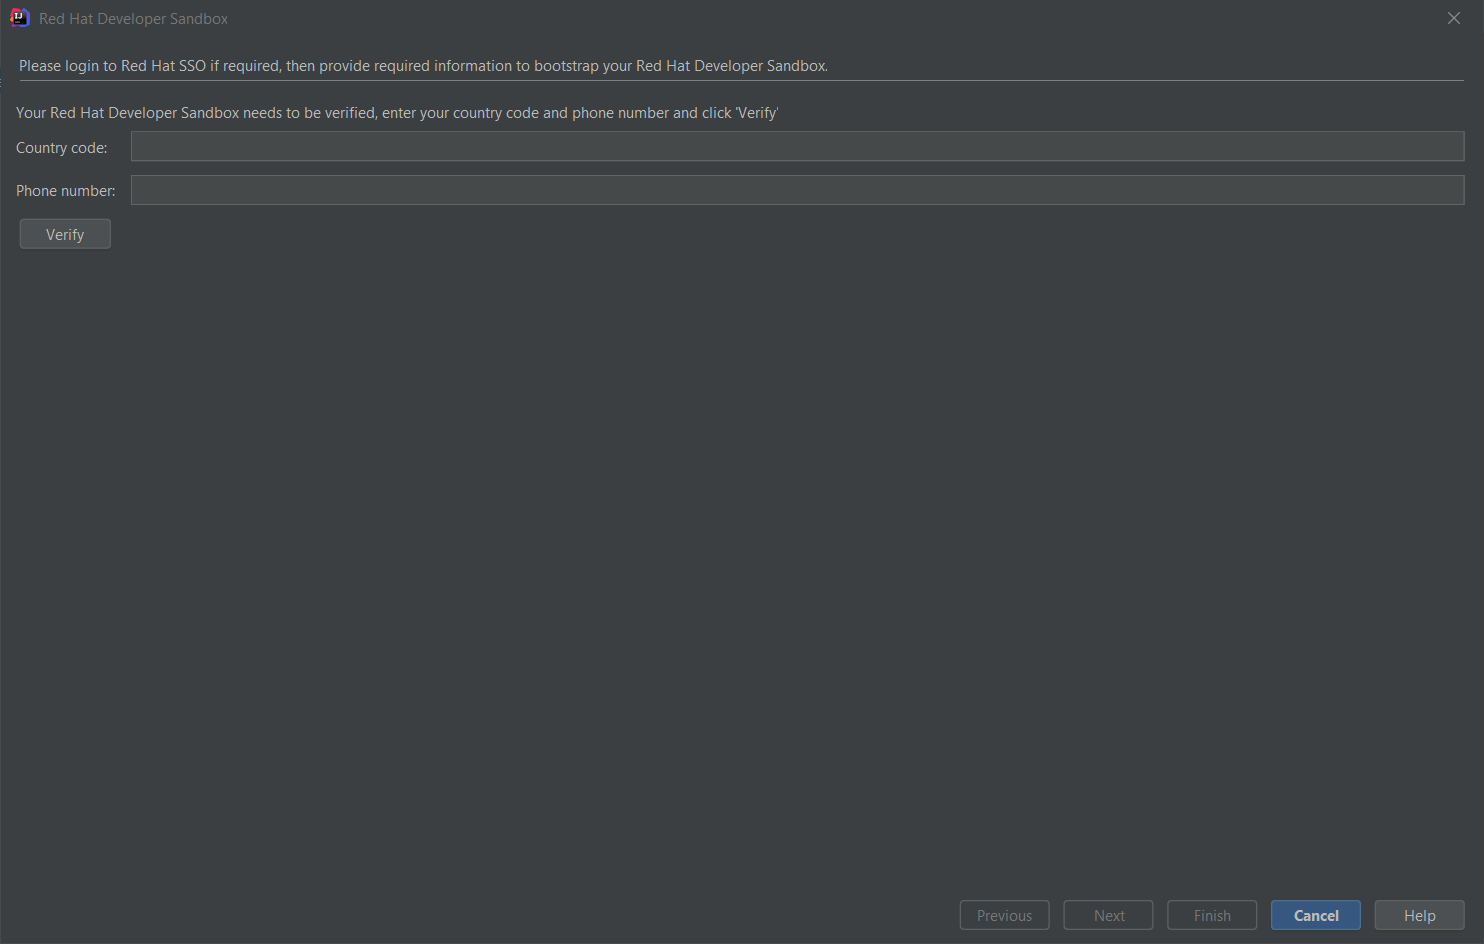 Red Hat Developer Sandbox
Please login to Red Hat SSO if required, then provide required information to bootstrap your Red Hat Developer Sandbox.
Your Red Hat Developer Sandbox needs to be verified, enter your country code and phone number and click 'Verify'
Country code:
Phone number:
Verify
Previous Next Finish Cancel Help